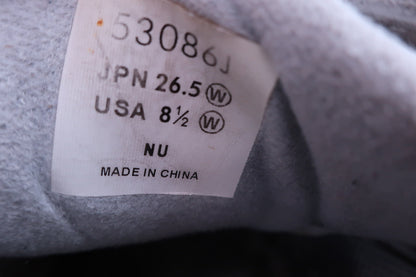 53086J
JPN 26.5 Ⓦ
USA 8½ Ⓦ
NU
MADE IN CHINA